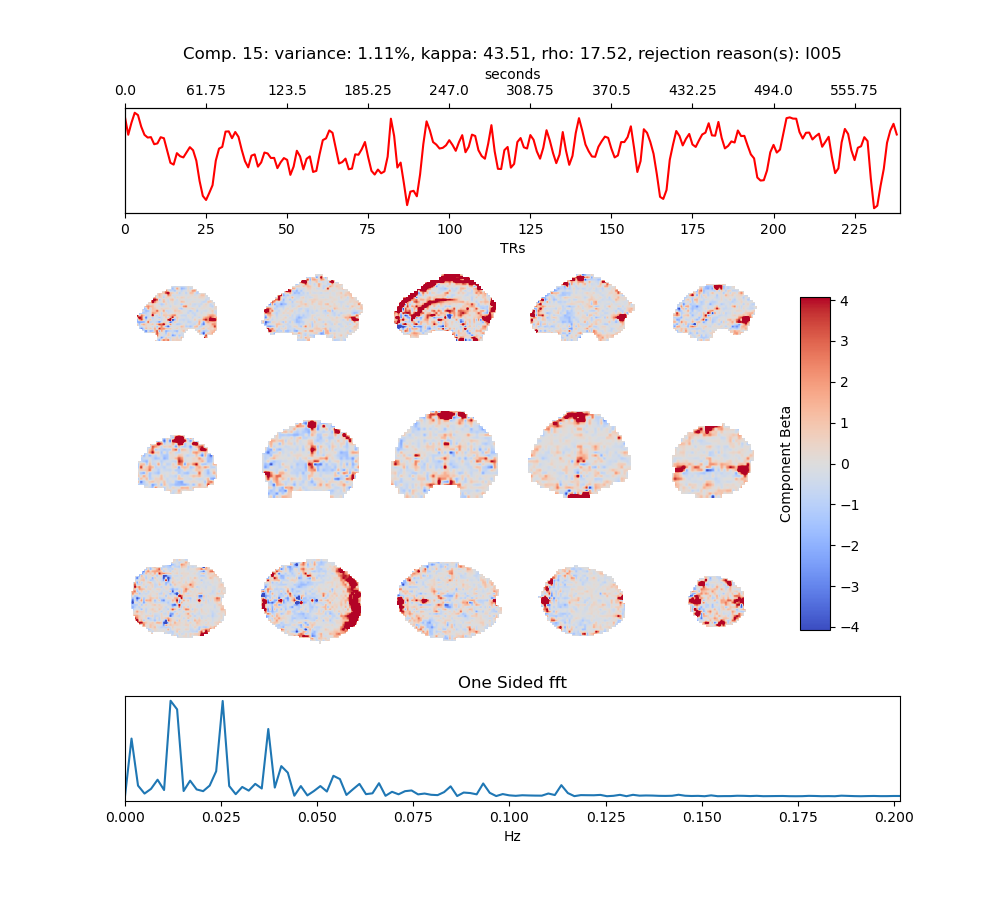 Comp. 15: variance: 1.11%, kappa: 43.51, rho: 17.52, rejection reason(s): I005
seconds
0.0 61.75 123.5 185.25 247.0 308.75 370.5 432.25 494.0 555.75
0 25 50 75 100 125 150 175 200 225
TRs
4
3
2
1
0
−1
−2
−3
−4
Component Beta
One Sided fft
0.000 0.025 0.050 0.075 0.100 0.125 0.150 0.175 0.200
Hz